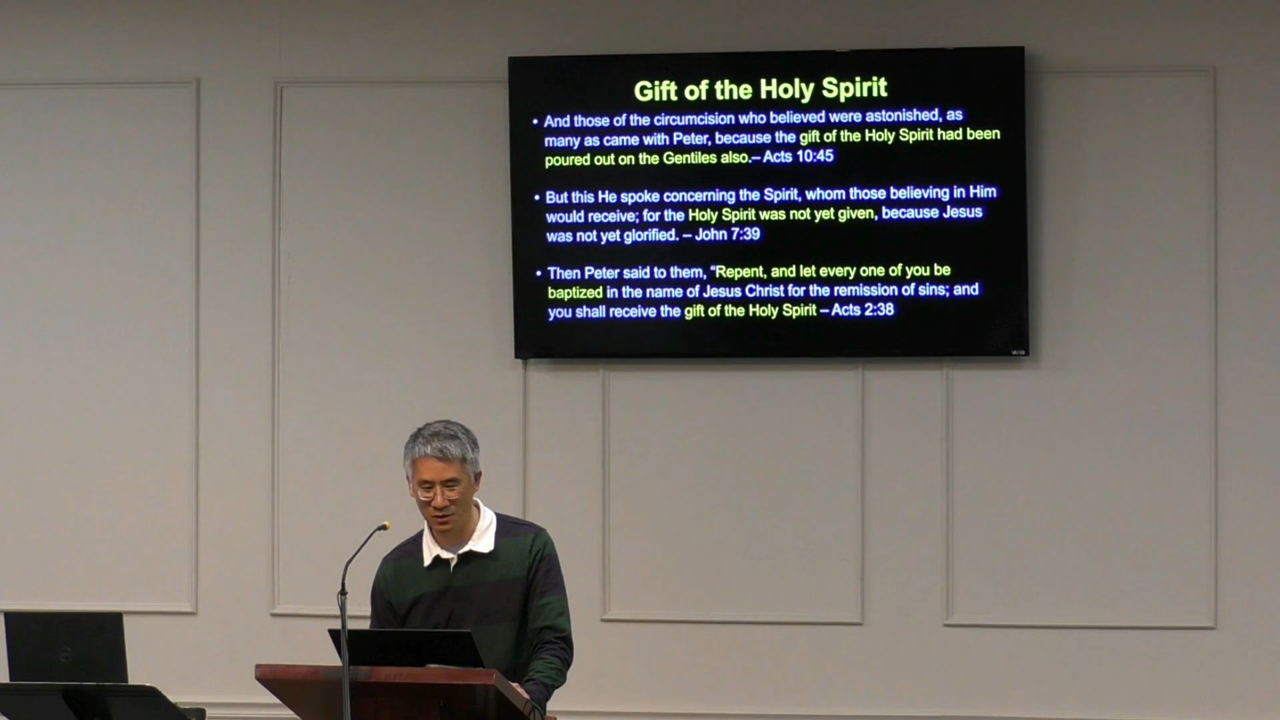 Gift of the Holy Spirit
• And those of the circumcision who believed were astonished, as
many as came with Peter, because the gift of the Holy Spirit had been
poured out on the Gentiles also.– Acts 10:45
• But this He spoke concerning the Spirit, whom those believing in Him
would receive; for the Holy Spirit was not yet given, because Jesus
was not yet glorified. – John 7:39
• Then Peter said to them, “Repent, and let every one of you be
baptized in the name of Jesus Christ for the remission of sins; and
you shall receive the gift of the Holy Spirit – Acts 2:38